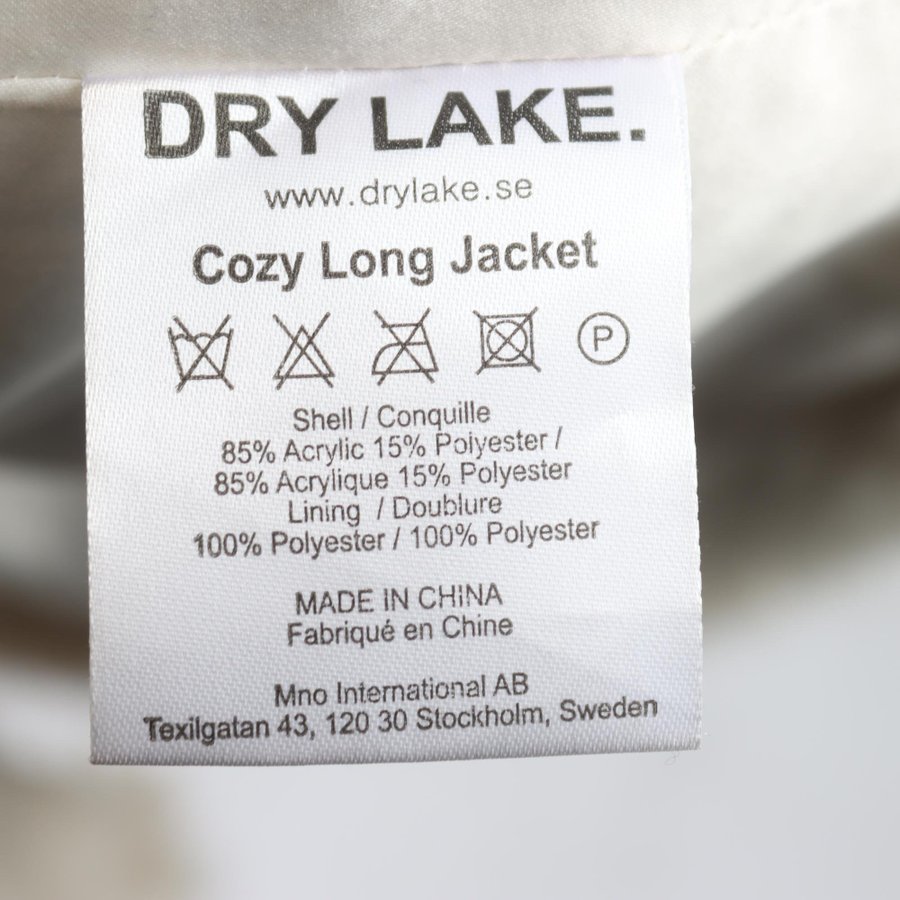 DRY LAKE.
www.drylake.se
Cozy Long Jacket
P
Shell / Conquille
85% Acrylic 15% Polyester /
85% Acrylique 15% Polyester
Lining / Doublure
100% Polyester / 100% Polyester
MADE IN CHINA
Fabriqué en Chine
Mno International AB
Texilgatan 43, 120 30 Stockholm, Sweden